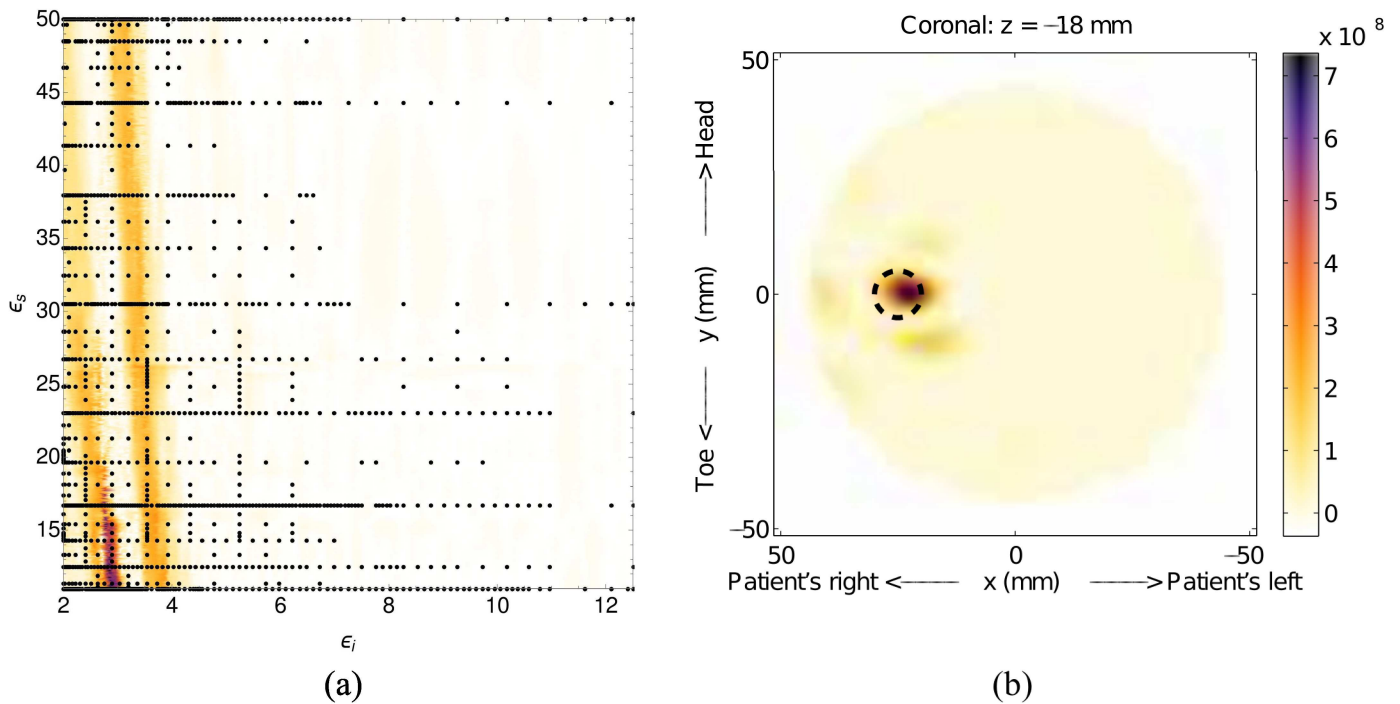 Coronal: z = −18 mm
x 10 8
50
45
40
35
30
25
20
15
ϵs
2 4 6 8 10 12
ϵi
(a)
50
0
−50
Toe <—— y (mm) ——>Head
50 0 −50
Patient's right <—— x (mm) ——>Patient's left
7
6
5
4
3
2
1
0
(b)